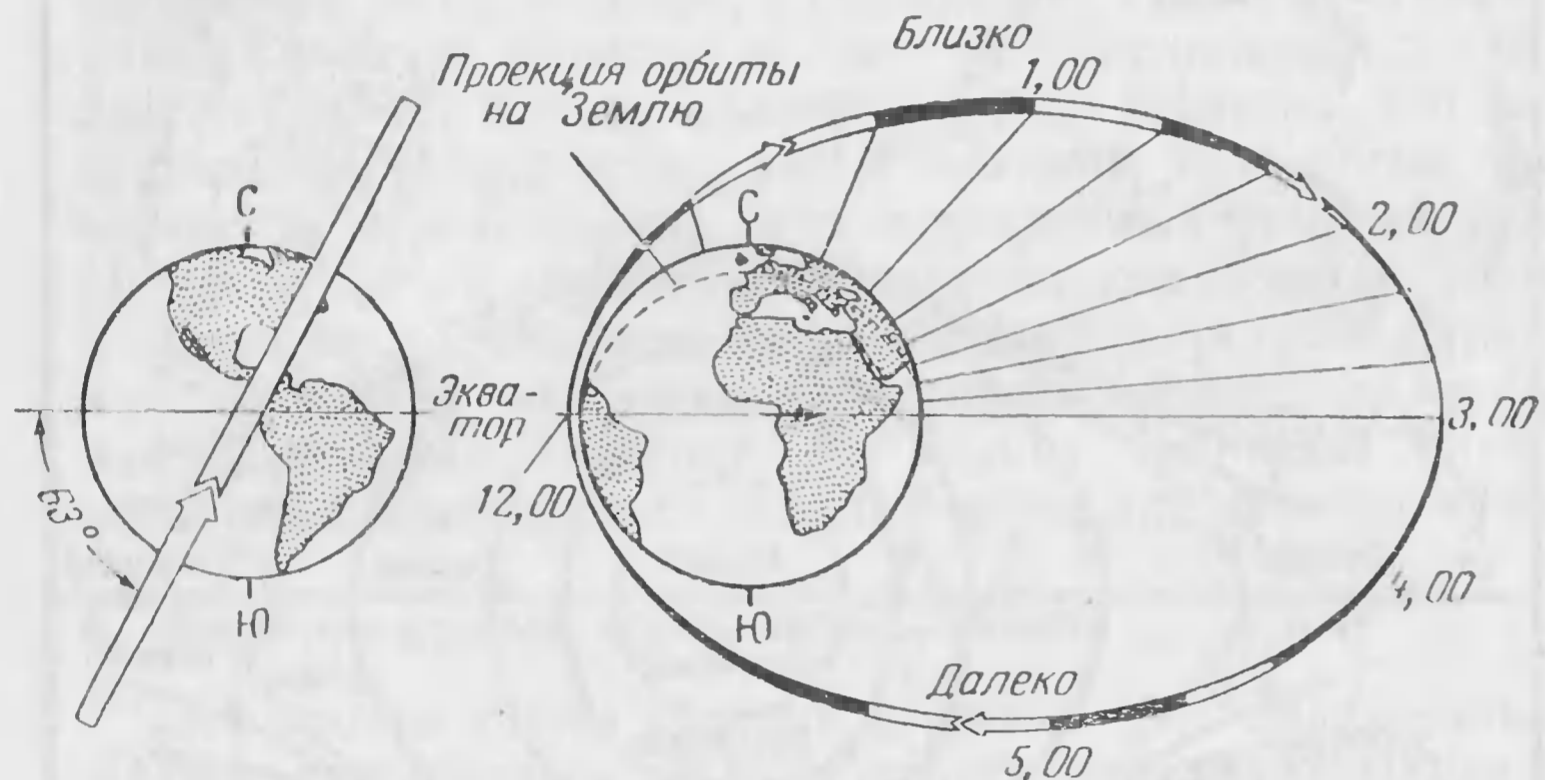 Близко
1,00
Проекция орбиты
на Землю
С
С
2,00
Эква-
тор
3,00
12,00
63°
4,00
Ю
Ю
Далеко
5,00